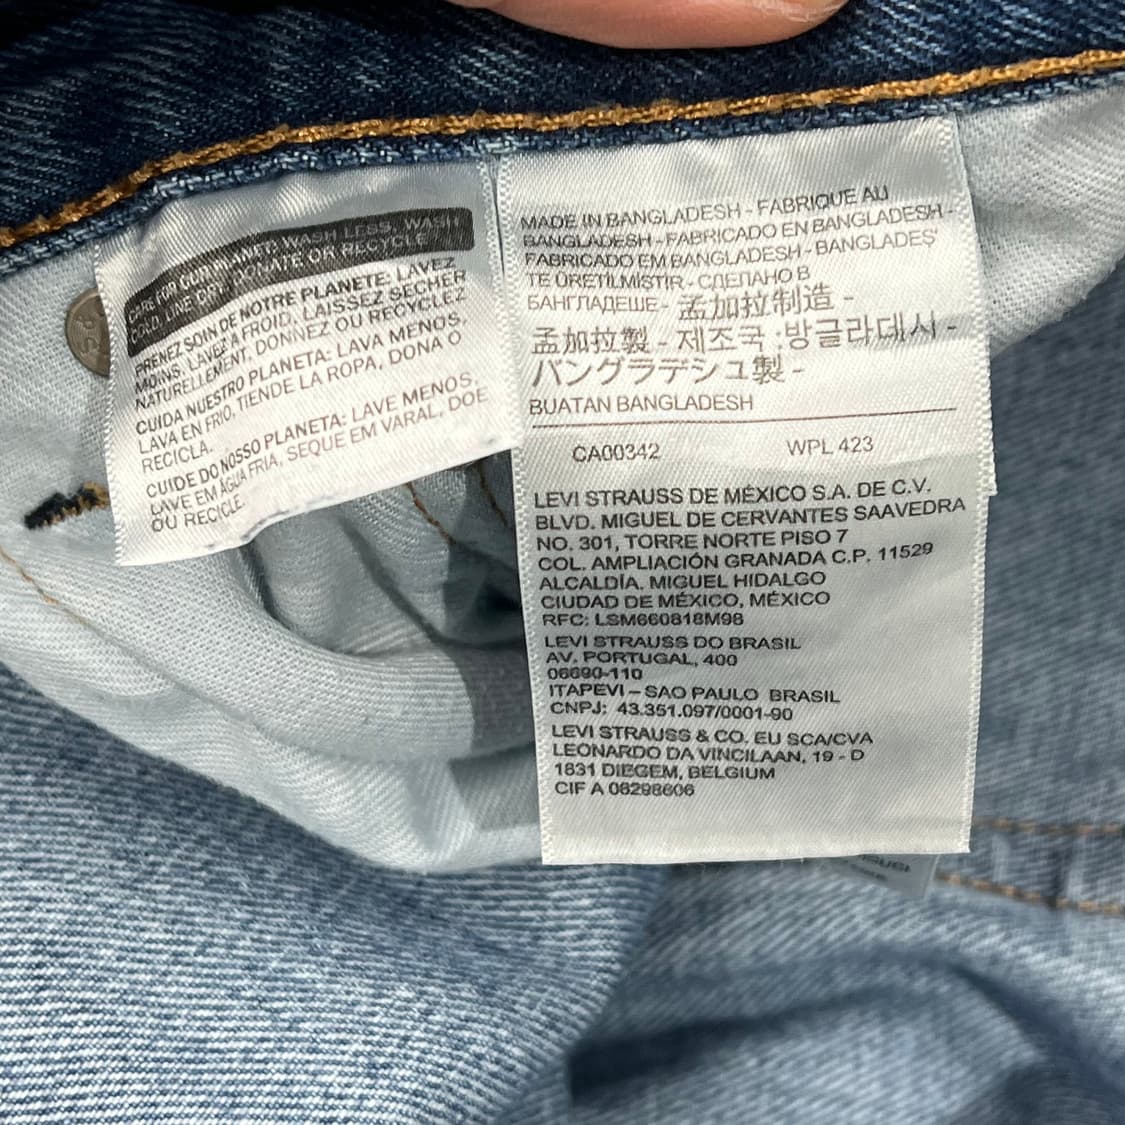 CARE FOR OUR PLANET: WASH LESS, WASH
COLD, LINE DRY, DONATE OR RECYCLE
PRENEZ SOIN DE NOTRE PLANETE: LAVEZ
MOINS, LAVEZ A FROID, LAISSEZ SECHER
NATURELLEMENT, DONNEZ OU RECYCLEZ
CUIDA NUESTRO PLANETA: LAVA MENOS,
LAVA EN FRIO, TIENDE LA ROPA, DONA O
RECICLA.
CUIDE DO NOSSO PLANETA: LAVE MENOS,
LAVE EM ÁGUA FRIA, SEQUE EM VARAL, DOE
OU RECICLE.
MADE IN BANGLADESH - FABRIQUE AU
BANGLADESH - FABRICADO EN BANGLADESH -
FABRICADO EM BANGLADESH - BANGLADEŞ'
TE ÜRETİLMİSTİR - СДЕЛАНО В
БАНГЛАДЕШЕ - 孟加拉制造 -
孟加拉製 - 제조국 :방글라데시 -
バングラデシュ製 -
BUATAN BANGLADESH
CA00342 WPL 423
LEVI STRAUSS DE MÉXICO S.A. DE C.V.
BLVD. MIGUEL DE CERVANTES SAAVEDRA
NO. 301, TORRE NORTE PISO 7
COL. AMPLIACIÓN GRANADA C.P. 11529
ALCALDÍA. MIGUEL HIDALGO
CIUDAD DE MÉXICO, MÉXICO
RFC: LSM660818M98
LEVI STRAUSS DO BRASIL
AV. PORTUGAL, 400
06690-110
ITAPEVI – SAO PAULO BRASIL
CNPJ: 43.351.097/0001-90
LEVI STRAUSS & CO. EU SCA/CVA
LEONARDO DA VINCILAAN, 19 - D
1831 DIEGEM, BELGIUM
CIF A 08298606